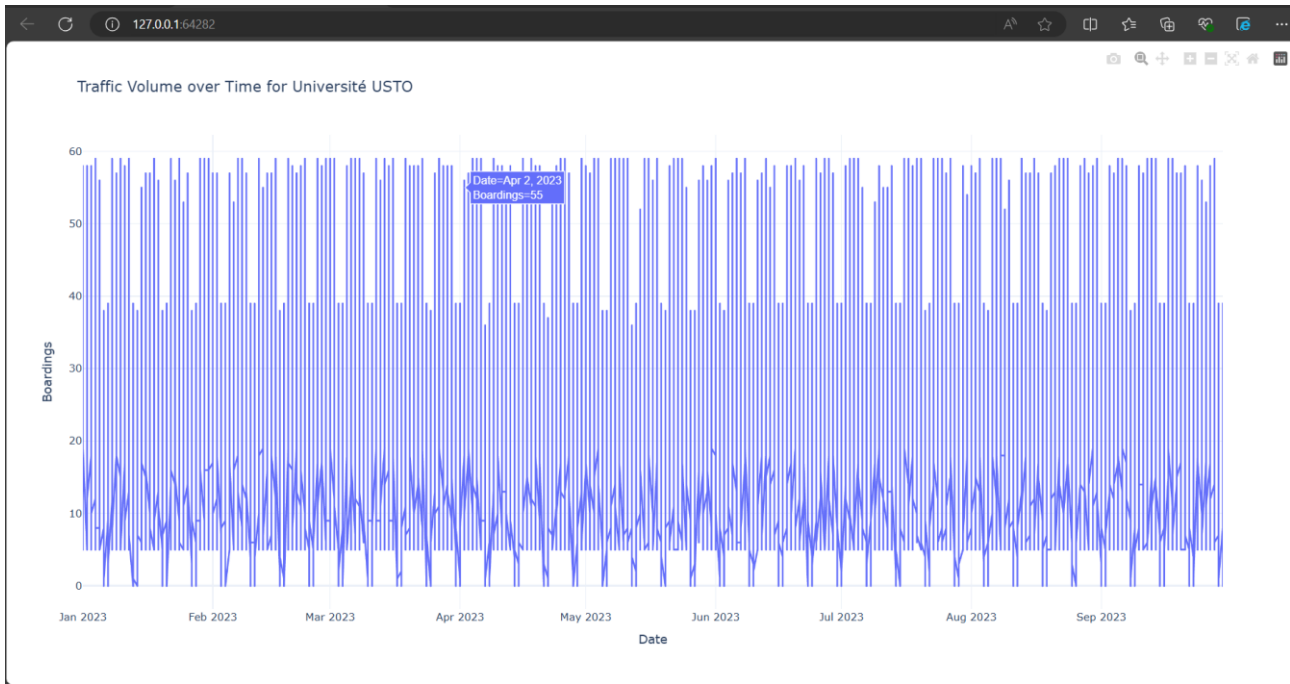 127.0.0.1:64282
Traffic Volume over Time for Université USTO
60
50
40
30
20
10
0
Boardings
Date=Apr 2, 2023
Boardings=55
Jan 2023
Feb 2023
Mar 2023
Apr 2023
May 2023
Jun 2023
Jul 2023
Aug 2023
Sep 2023
Date